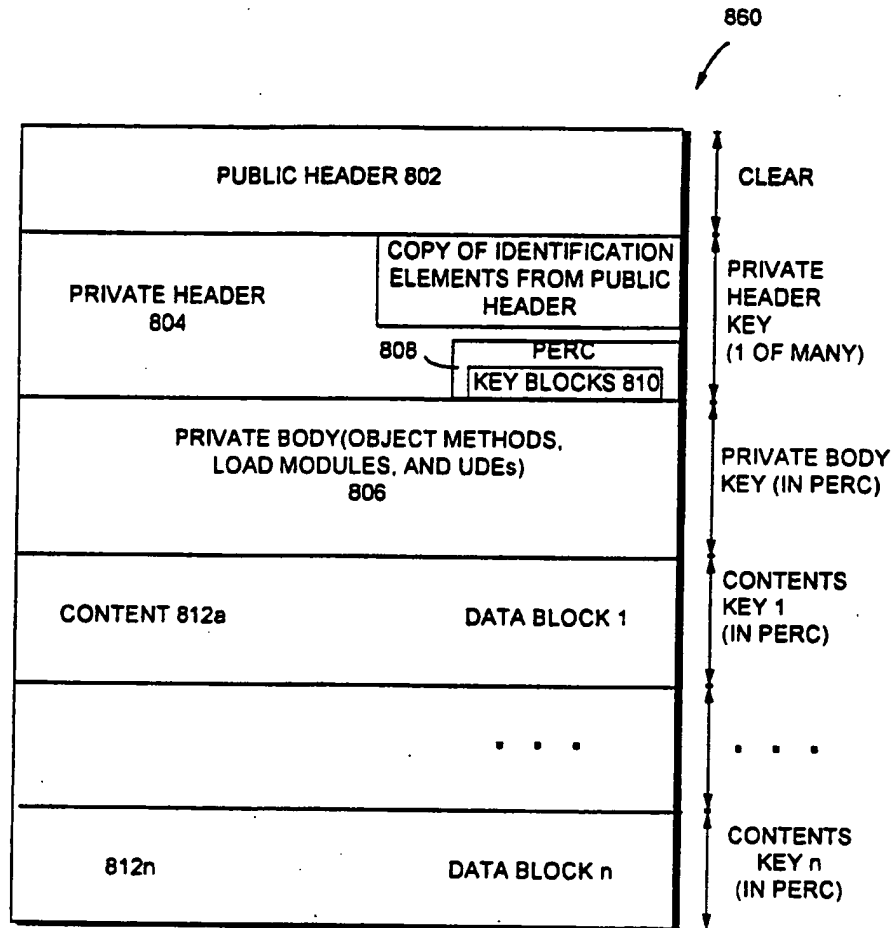 860
PUBLIC HEADER 802
CLEAR
PRIVATE HEADER
804
COPY OF IDENTIFICATION
ELEMENTS FROM PUBLIC
HEADER
808
PERC
KEY BLOCKS 810
PRIVATE
HEADER
KEY
(1 OF MANY)
PRIVATE BODY(OBJECT METHODS,
LOAD MODULES, AND UDEs)
806
PRIVATE BODY
KEY (IN PERC)
CONTENT 812a
DATA BLOCK 1
CONTENTS
KEY 1
(IN PERC)
. . .
. . .
812n
DATA BLOCK n
CONTENTS
KEY n
(IN PERC)